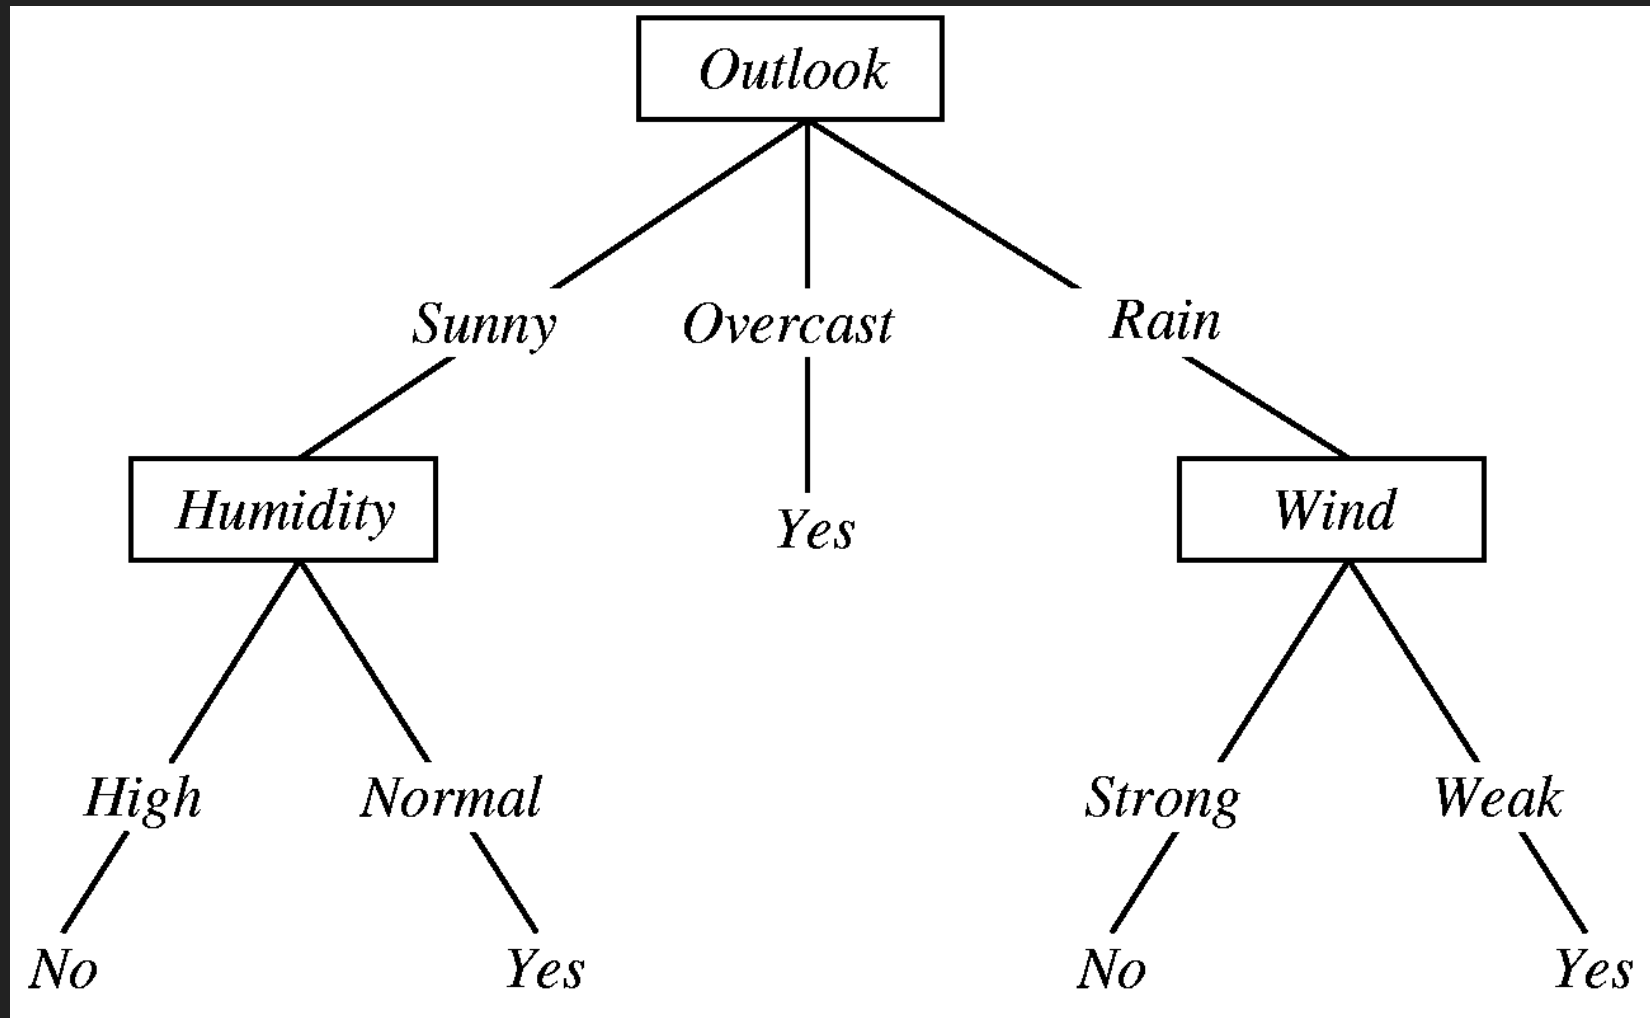 Outlook
Sunny Overcast Rain
Humidity Yes Wind
High Normal Strong Weak
No Yes No Yes